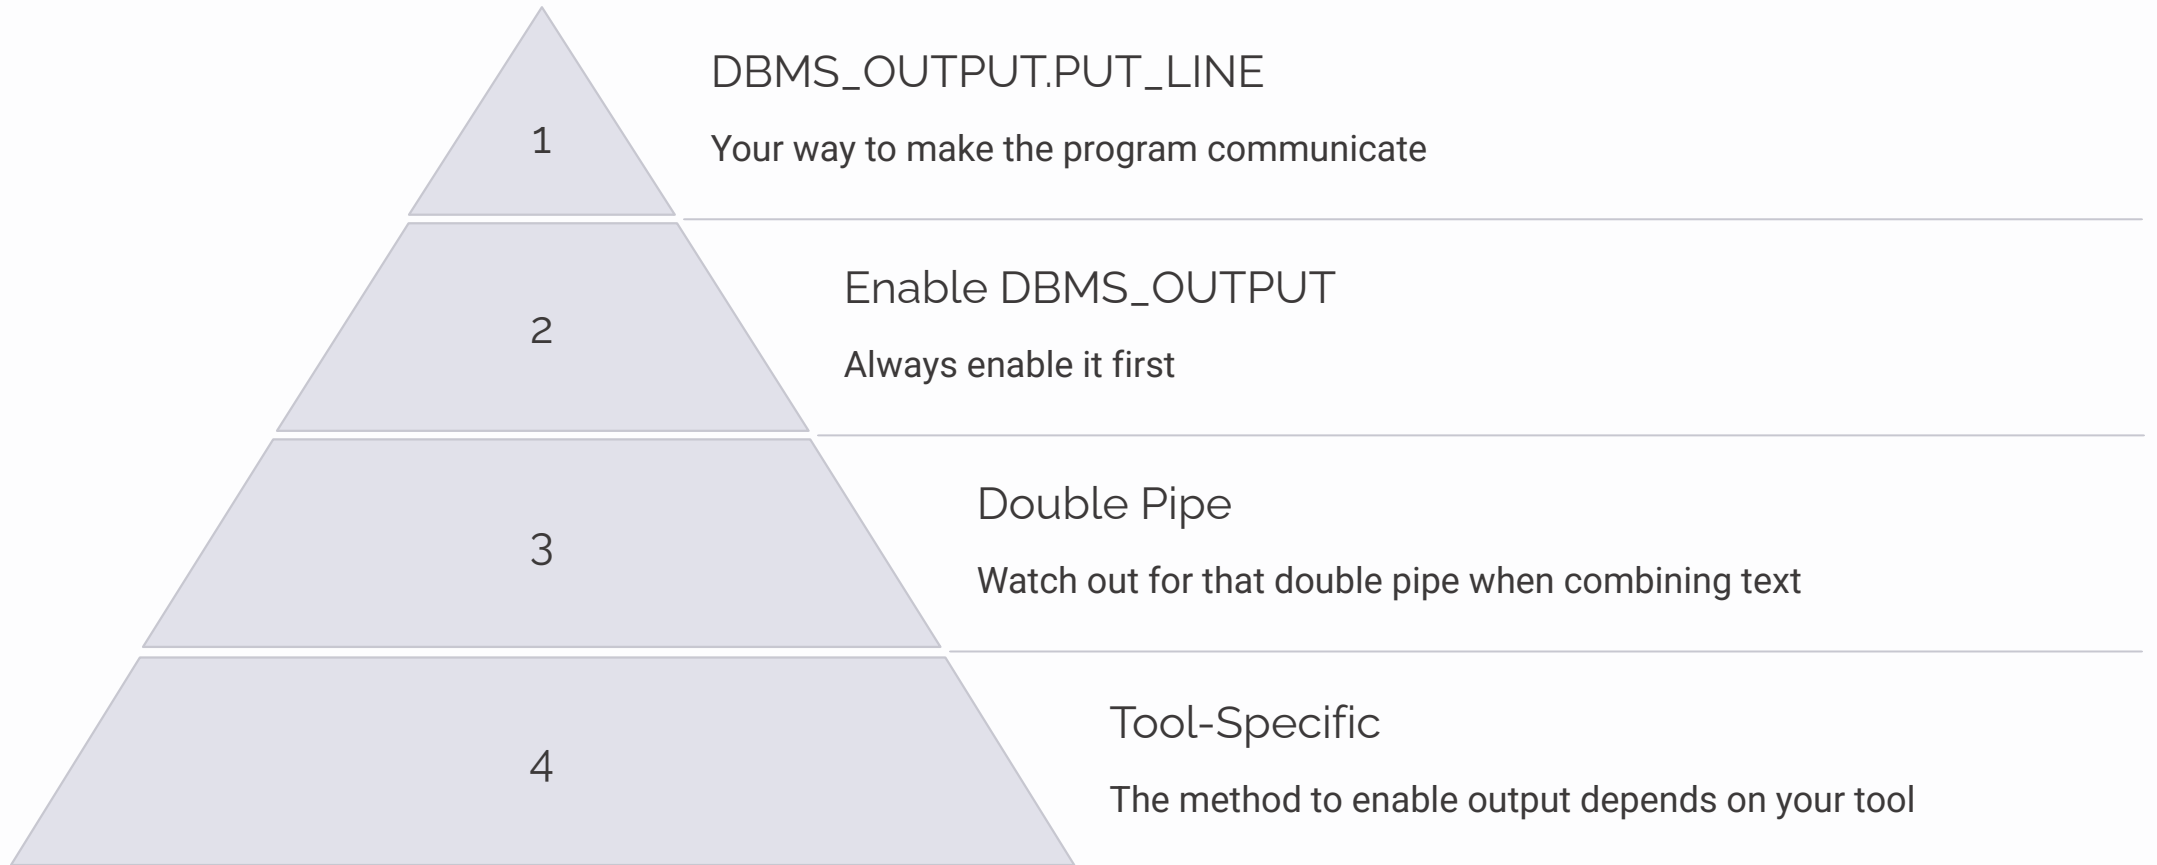 1
DBMS_OUTPUT.PUT_LINE
Your way to make the program communicate
2
Enable DBMS_OUTPUT
Always enable it first
3
Double Pipe
Watch out for that double pipe when combining text
4
Tool-Specific
The method to enable output depends on your tool